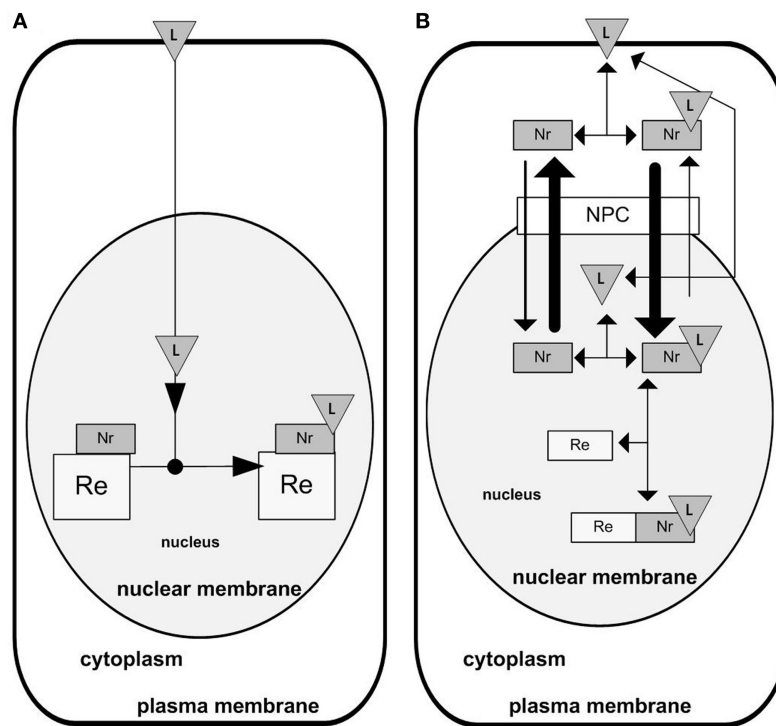 A
L
L
L
Nr
Nr
Re
Re
nucleus
nuclear membrane
cytoplasm
plasma membrane
B
L
L
Nr
Nr
NPC
L
L
Nr
Nr
Re
nucleus
L
Re
Nr
nuclear membrane
cytoplasm
plasma membrane